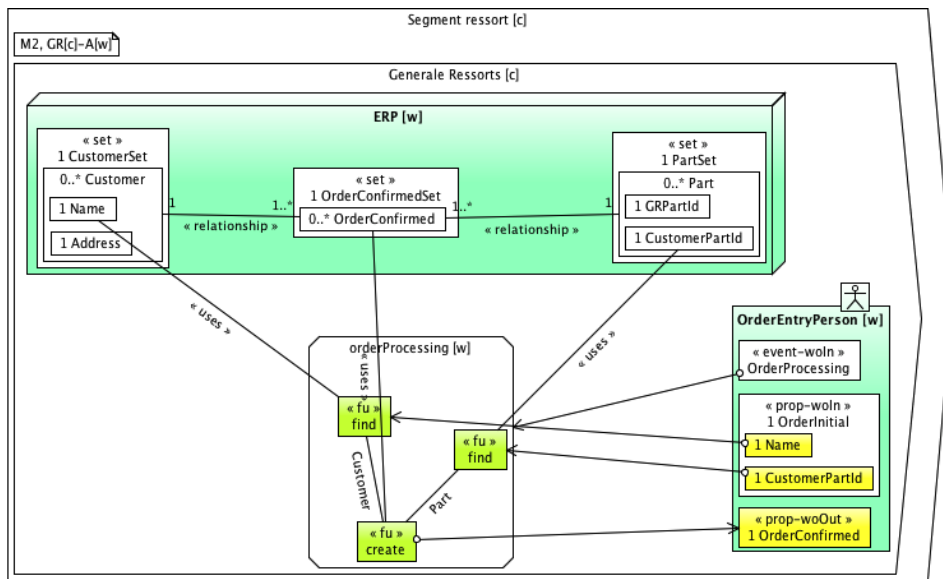 Segment ressort [c]
M2, GR[c]-A[w]
Generale Ressorts [c]
ERP [w]
« set »
1 CustomerSet
0..* Customer
1 Name
1 Address
1
« relationship »
1..*
« set »
1 OrderConfirmedSet
0..* OrderConfirmed
1..*
« relationship »
1
« set »
1 PartSet
0..* Part
1 GRPartId
1 CustomerPartId
« uses »
« uses »
« uses »
orderProcessing [w]
« fu »
find
« fu »
find
Customer
Part
« fu »
create
OrderEntryPerson [w]
« event-woIn »
OrderProcessing
« prop-woIn »
1 OrderInitial
1 Name
1 CustomerPartId
« prop-woOut »
1 OrderConfirmed